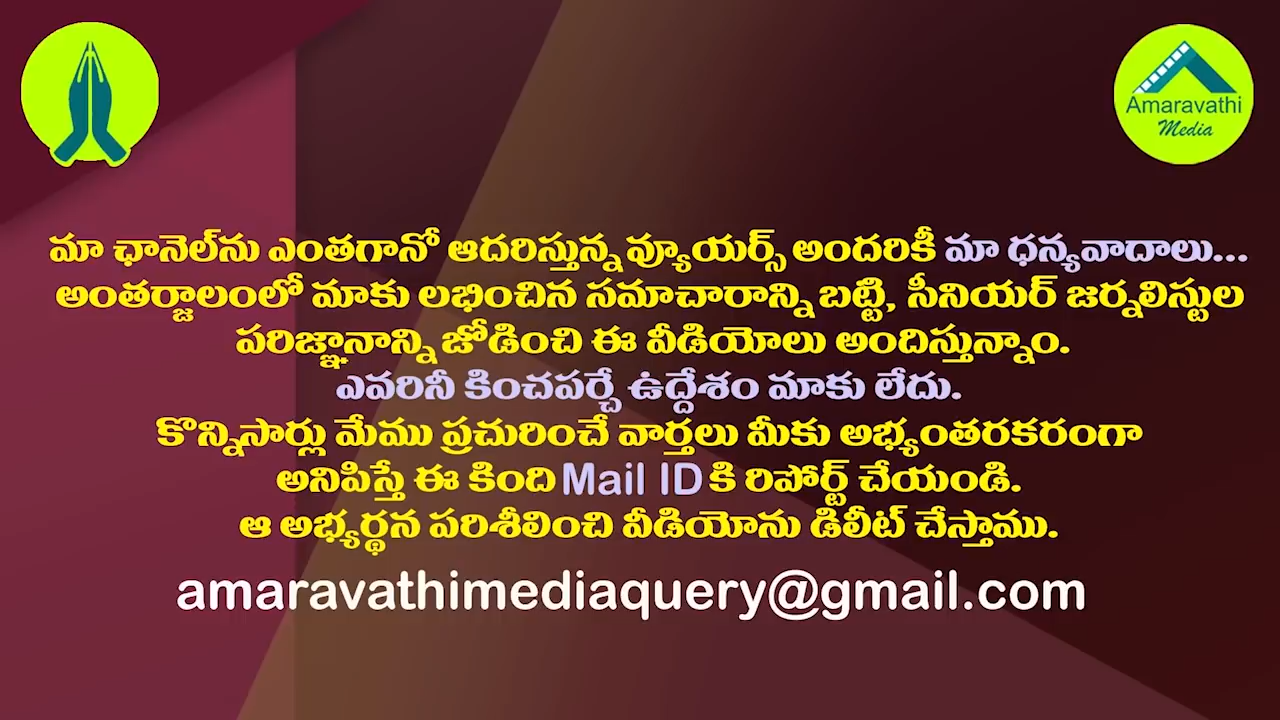 Amaravathi
Media
మా ఛానెల్‌ను ఎంతగానో ఆదరిస్తున్న వ్యూయర్స్ అందరికీ మా ధన్యవాదాలు...
అంతర్జాలంలో మాకు లభించిన సమాచారాన్ని బట్టి, సీనియర్ జర్నలిస్టుల
పరిజ్ఞానాన్ని జోడించి ఈ వీడియోలు అందిస్తున్నాం.
ఎవరినీ కించపర్చే ఉద్దేశం మాకు లేదు.
కొన్నిసార్లు మేము ప్రచురించే వార్తలు మీకు అభ్యంతరకరంగా
అనిపిస్తే ఈ కింది Mail ID కి రిపోర్ట్ చేయండి.
ఆ అభ్యర్థన పరిశీలించి వీడియోను డిలీట్ చేస్తాము.
amaravathimediaquery@gmail.com